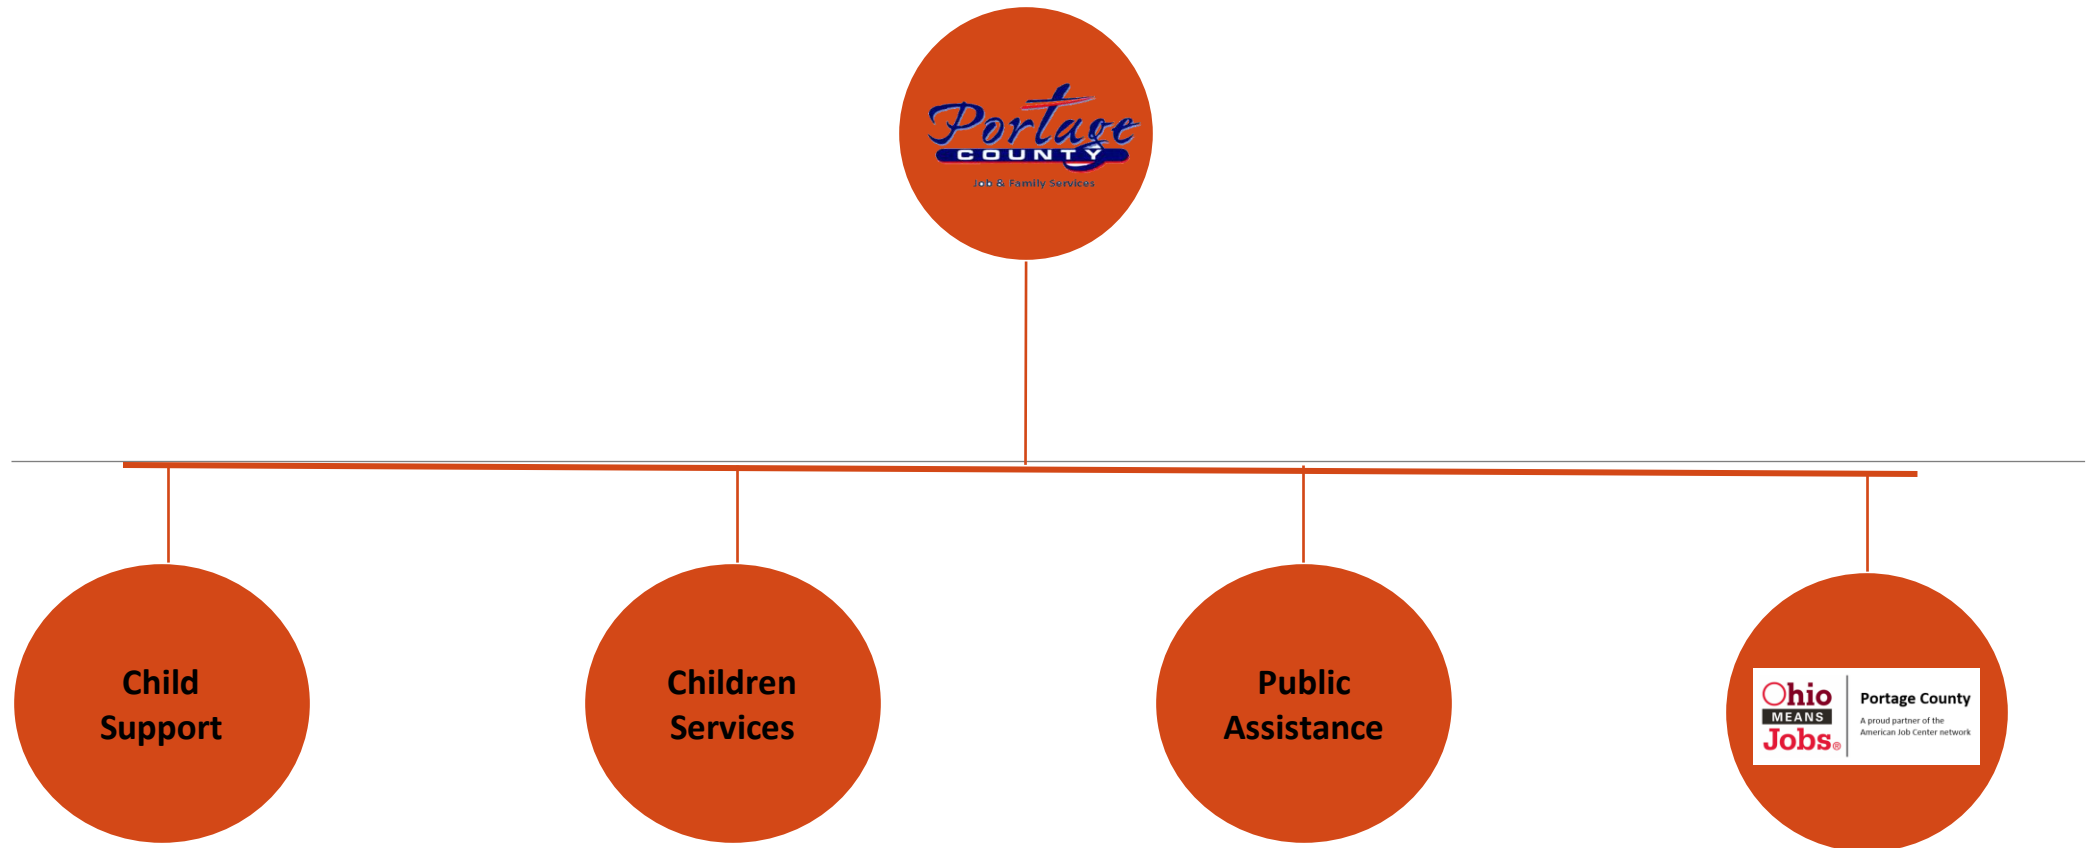 Portage
COUNTY
Job & Family Services
Child
Support
Children
Services
Public
Assistance
Ohio
MEANS
Jobs®
Portage County
A proud partner of the
American Job Center network